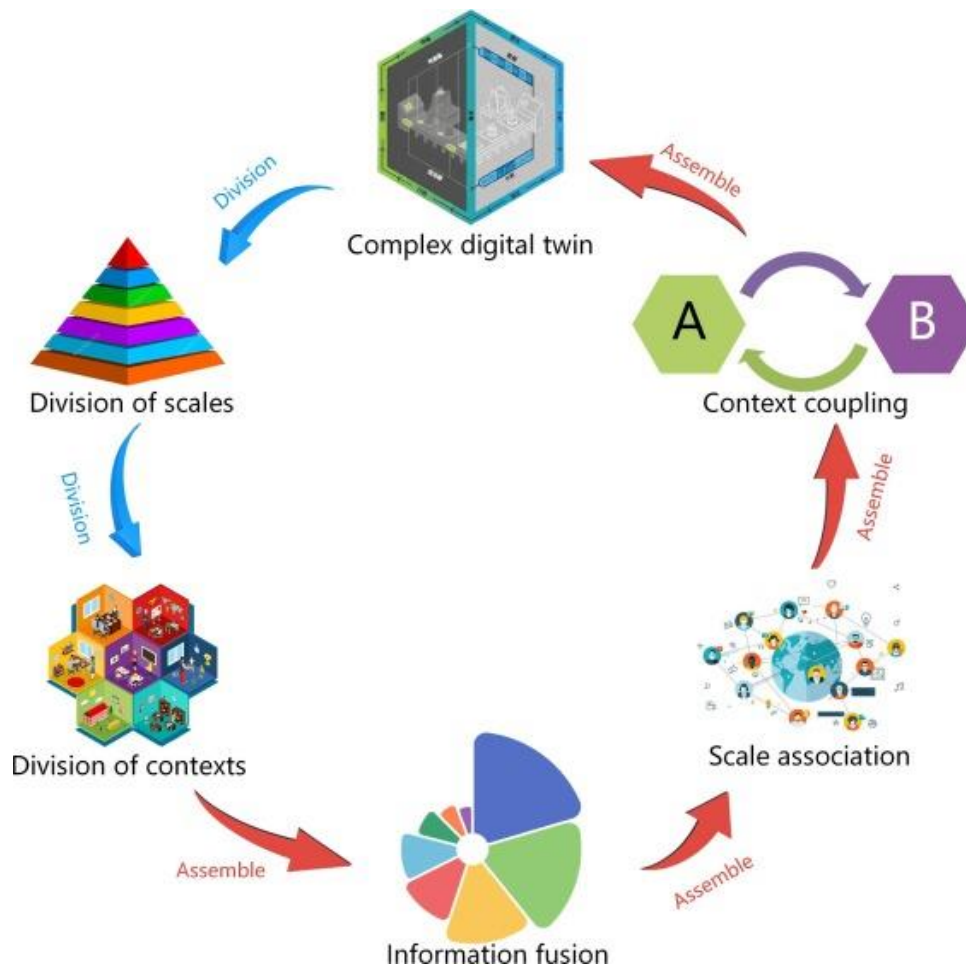 Complex digital twin
Division
Division of scales
Division
Division of contexts
Assemble
Information fusion
Assemble
Scale association
Assemble
A
B
Context coupling
Assemble